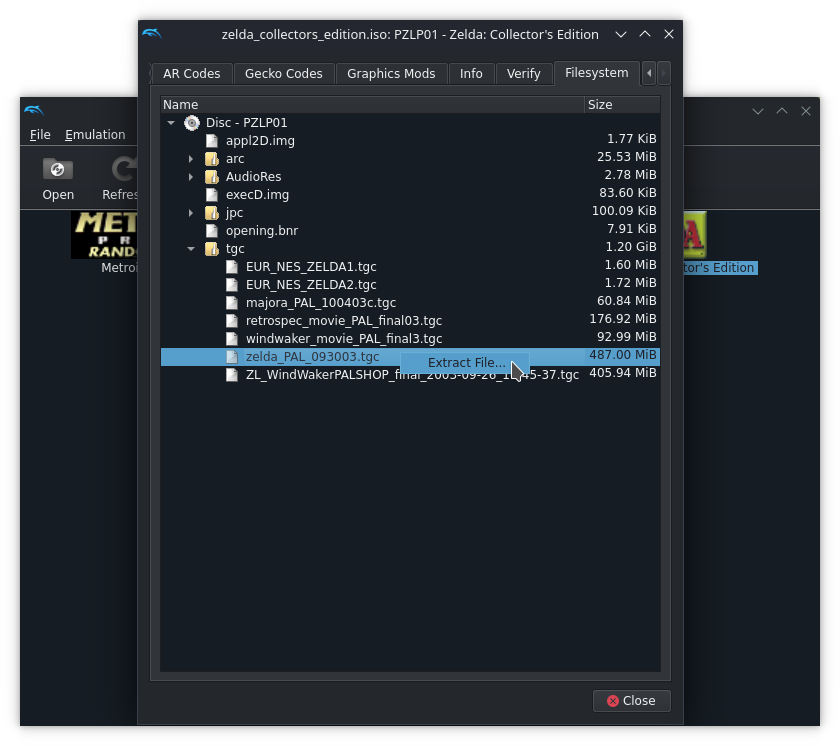 zelda_collectors_edition.iso: PZLP01 - Zelda: Collector's Edition
AR Codes Gecko Codes Graphics Mods Info Verify Filesystem
File Emulation
Open Refres
METR
PR
RAND
Metroi
A
tor's Edition
Name Size
Disc - PZLP01
appl2D.img 1.77 KiB
arc 25.53 MiB
AudioRes 2.78 MiB
execD.img 83.60 KiB
jpc 100.09 KiB
opening.bnr 7.91 KiB
tgc 1.20 GiB
EUR_NES_ZELDA1.tgc 1.60 MiB
EUR_NES_ZELDA2.tgc 1.72 MiB
majora_PAL_100403c.tgc 60.84 MiB
retrospec_movie_PAL_final03.tgc 176.92 MiB
windwaker_movie_PAL_final3.tgc 92.99 MiB
zelda_PAL_093003.tgc 487.00 MiB
Extract File...
ZL_WindWakerPALSHOP_final_2003-09-26_1 45-37.tgc 405.94 MiB
Close